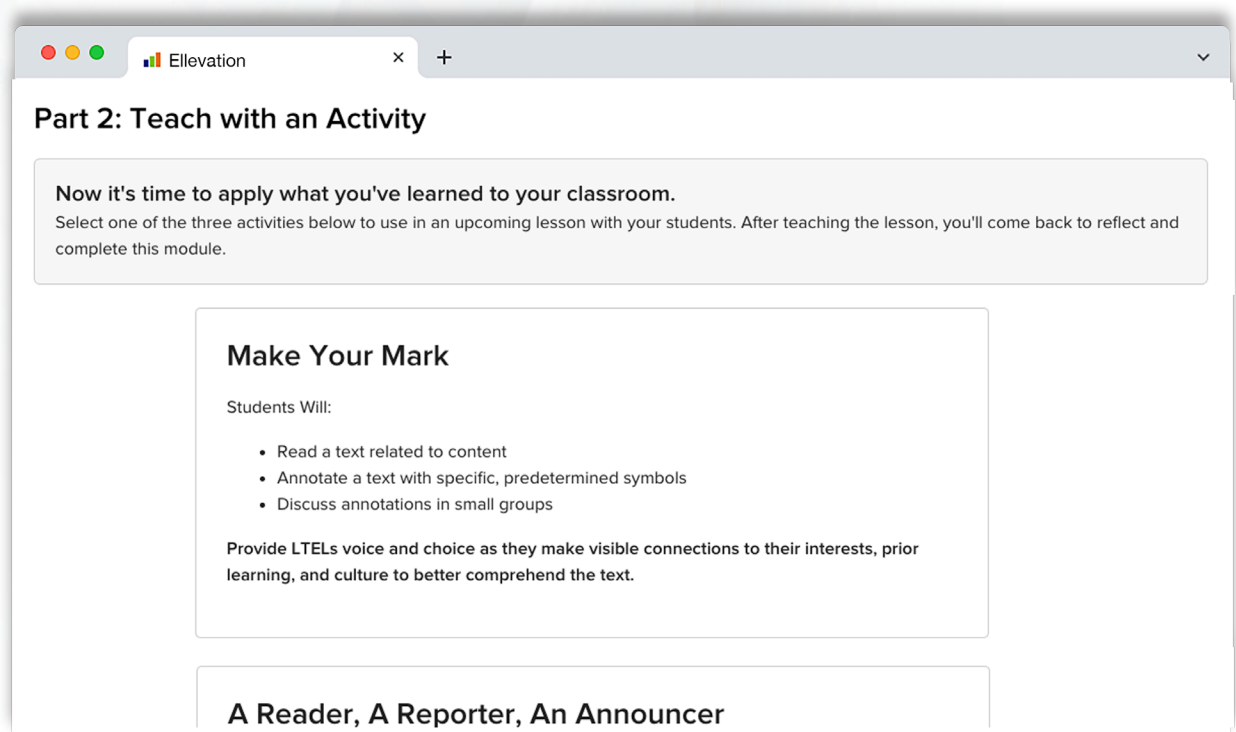 Ellevation
Part 2: Teach with an Activity
Now it's time to apply what you've learned to your classroom.
Select one of the three activities below to use in an upcoming lesson with your students. After teaching the lesson, you'll come back to reflect and
complete this module.
Make Your Mark
Students Will:
• Read a text related to content
• Annotate a text with specific, predetermined symbols
• Discuss annotations in small groups
Provide LTELs voice and choice as they make visible connections to their interests, prior
learning, and culture to better comprehend the text.
A Reader, A Reporter, An Announcer